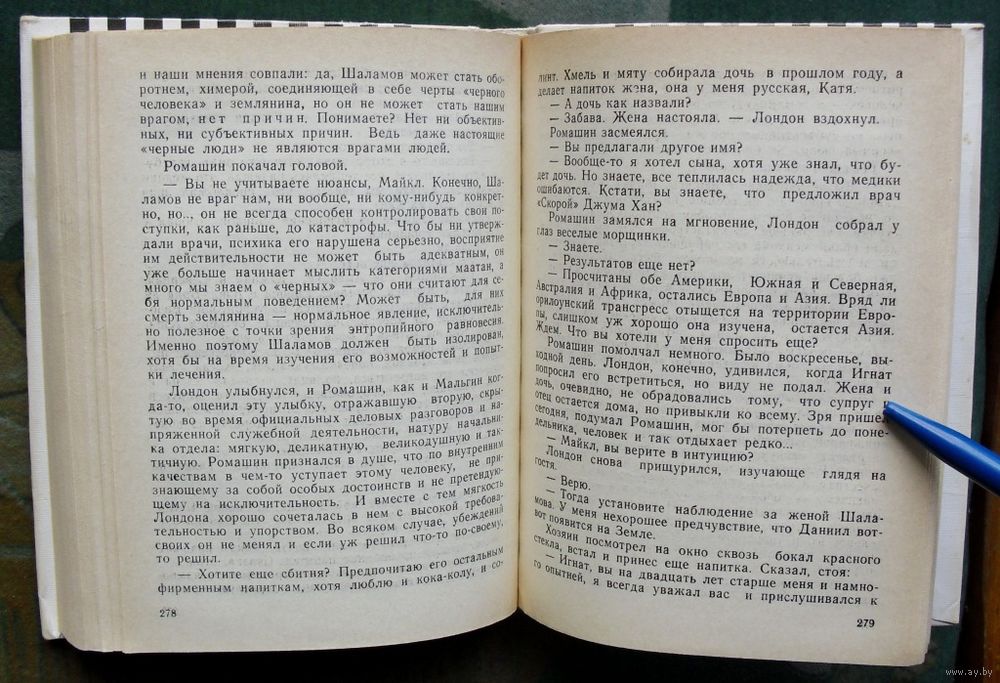 и наши мнения совпали: да, Шаламов может стать обо-
ротнем, химерой, соединяющей в себе черты «черного
человека» и землянина, но он не может стать нашим
врагом, нет причин. Понимаете? Нет ни объектив-
ных, ни субъективных причин. Ведь даже настоящие
«черные люди» не являются врагами людей.
Ромашин покачал головой.
— Вы не учитываете нюансы, Майкл. Конечно, Ша-
ламов не враг нам, ни вообще, ни кому-нибудь конкрет-
но, но..., он не всегда способен контролировать свои по-
ступки, как раньше, до катастрофы. Что бы ни утверж-
дали врачи, психика его нарушена серьезно, восприятие
им действительности не может быть адекватным, он
уже больше начинает мыслить категориями маатан, а
много мы знаем о «черных» — что они считают для се-
бя нормальным поведением? Может быть, для них
смерть землянина — нормальное явление, исключитель-
но полезное с точки зрения энтропийного равновесия.
Именно поэтому Шаламов должен быть изолирован,
хотя бы на время изучения его возможностей и попыт-
ки лечения.
Лондон улыбнулся, и Ромашин, как и Мальгин ког-
да-то, оценил эту улыбку, отражавшую вторую, скры-
тую во время официальных деловых разговоров и на-
пряженной служебной деятельности, натуру начальни-
ка отдела: мягкую, деликатную, великодушную и так-
тичную. Ромашин признался в душе, что по внутренним
качествам в чем-то уступает этому человеку, не при-
знающему за собой особых достоинств и не претендую-
щему на исключительность. И вместе с тем мягкость
Лондона хорошо сочеталась в нем с высокой требова-
тельностью и упорством. Во всяком случае, убеждений
своих он не менял и если уж решил что-то по-своему,
то решил.
— Хотите еще сбитня? Предпочитаю его остальным
фирменным напиткам, хотя люблю и кока-колу, и со-
278
линт. Хмель и мяту собирала дочь в прошлом году, а
делает напиток жена, она у меня русская, Катя.
— А дочь как назвали?
— Забава. Жена настояла. — Лондон вздохнул.
Ромашин засмеялся.
— Вы предлагали другое имя?
— Вообще-то я хотел сына, хотя уже знал, что бу-
дет дочь. Но знаете, все теплилась надежда, что медики
ошибаются. Кстати, вы знаете, что предложил врач
«Скорой» Джума Хан?
Ромашин замялся на мгновение, Лондон собрал у
глаз веселые морщинки.
— Знаете.
— Результатов еще нет?
— Просчитаны обе Америки, Южная и Северная,
Австралия и Африка, остались Европа и Азия. Вряд ли
орилоунский трансгресс отыщется на территории Евро-
пы, слишком уж хорошо она изучена, остается Азия.
Ждем. Что вы хотели у меня спросить еще?
Ромашин помолчал немного. Было воскресенье, вы-
ходной день. Лондон, конечно, удивился, когда Игнат
попросил его встретиться, но виду не подал. Жена и
дочь, очевидно, не обрадовались тому, что супруг и
отец остается дома, но привыкли ко всему. Зря пришел
сегодня, подумал Ромашин, мог бы потерпеть до поне-
дельника, человек и так отдыхает редко...
— Майкл, вы верите в интуицию?
Лондон снова прищурился, изучающе глядя на
гостя.
— Верю.
— Тогда установите наблюдение за женой Шала-
мова. У меня нехорошее предчувствие, что Даниил вот-
вот появится на Земле.
Хозяин посмотрел на окно сквозь бокал красного
стекла, встал и принес еще напитка. Сказал, стоя:
— Игнат, вы на двадцать лет старше меня и намно-
го опытней, я всегда уважал вас и прислушивался к
279
www.ay.by